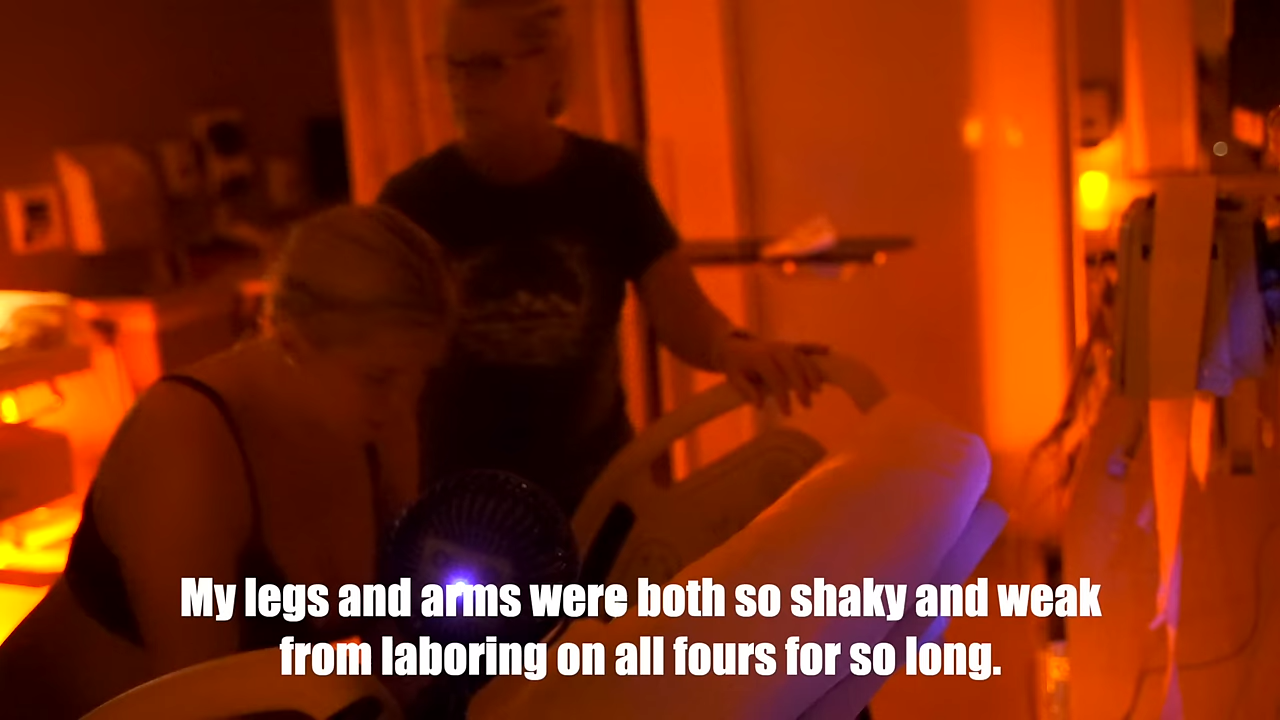 My legs and arms were both so shaky and weak
from laboring on all fours for so long.